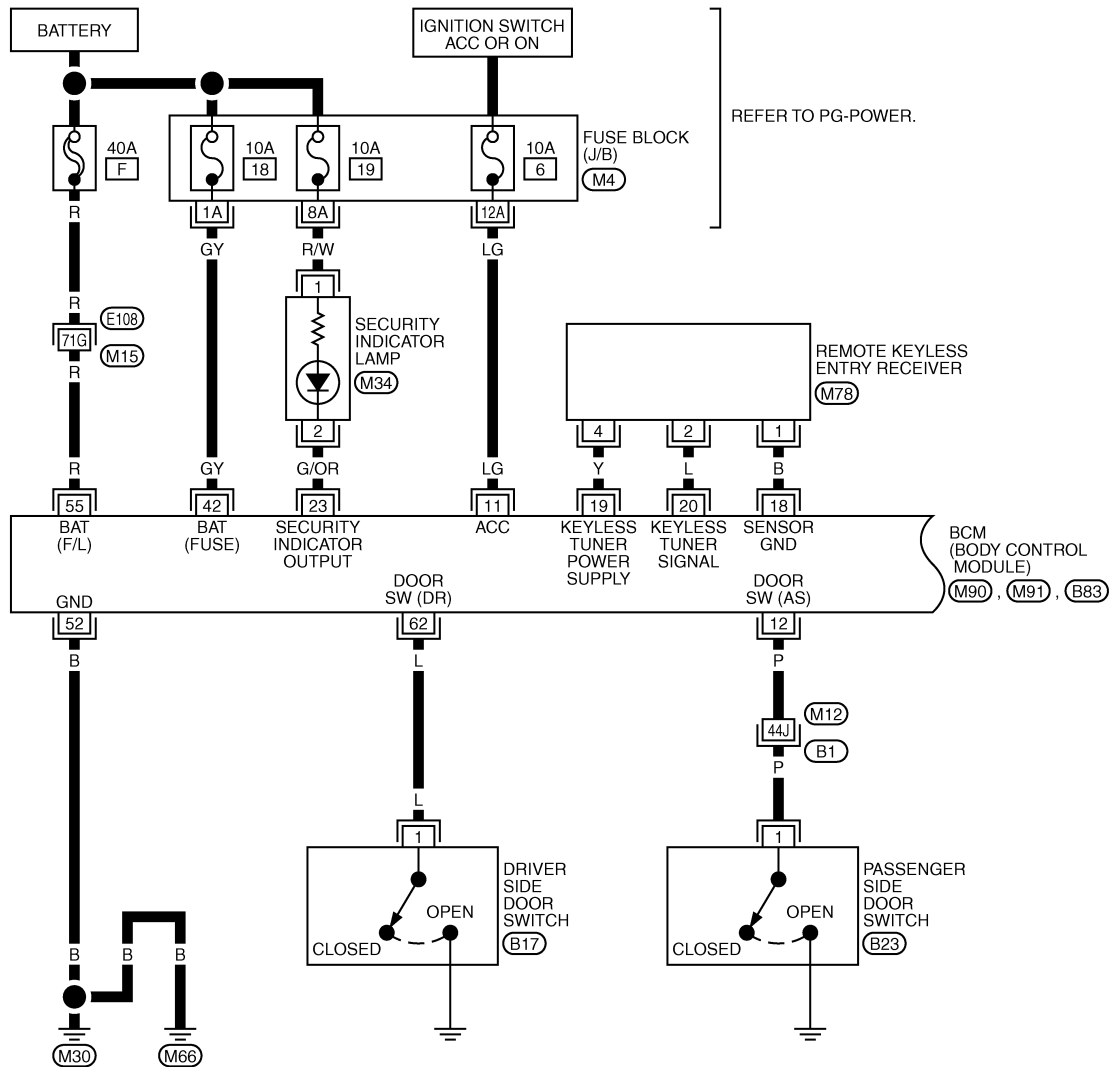 BATTERY
IGNITION SWITCH
ACC OR ON
REFER TO PG-POWER.
40A
F
10A
18
10A
19
10A
6
FUSE BLOCK
(J/B)
M4
1A
8A
12A
R
GY
R/W
LG
1
R
E108
71G
M15
R
SECURITY
INDICATOR
LAMP
M34
REMOTE KEYLESS
ENTRY RECEIVER
M78
2
4
2
1
R
GY
G/OR
LG
Y
L
B
55
42
23
11
19
20
18
BAT
(F/L)
BAT
(FUSE)
SECURITY
INDICATOR
OUTPUT
ACC
KEYLESS
TUNER
POWER
SUPPLY
KEYLESS
TUNER
SIGNAL
SENSOR
GND
BCM
(BODY CONTROL
MODULE)
M90 , M91 , B83
GND
DOOR
SW (DR)
DOOR
SW (AS)
52
62
12
B
L
P
M12
44J
B1
L
P
1
1
DRIVER
SIDE
DOOR
SWITCH
B17
OPEN
CLOSED
PASSENGER
SIDE
DOOR
SWITCH
B23
OPEN
CLOSED
B
B
B
M30
M66